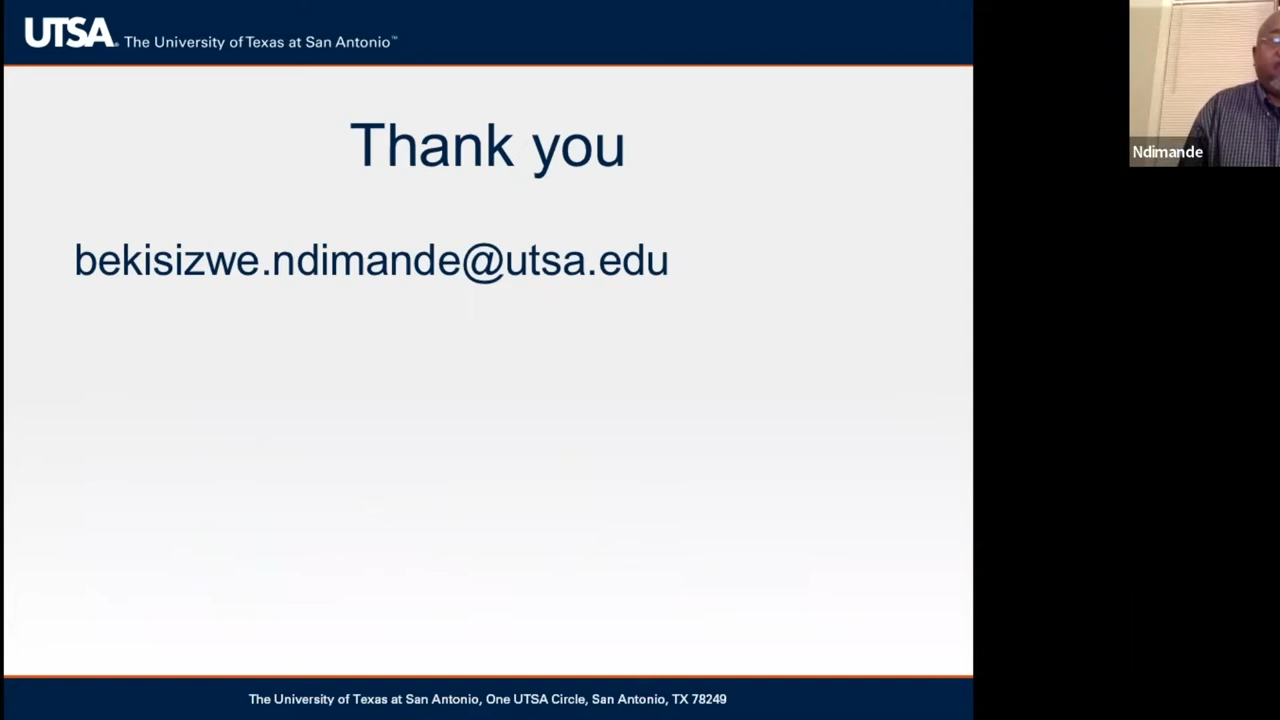 UTSA® The University of Texas at San Antonio™
Ndimande
Thank you
bekisizwe.ndimande@utsa.edu
The University of Texas at San Antonio, One UTSA Circle, San Antonio, TX 78249